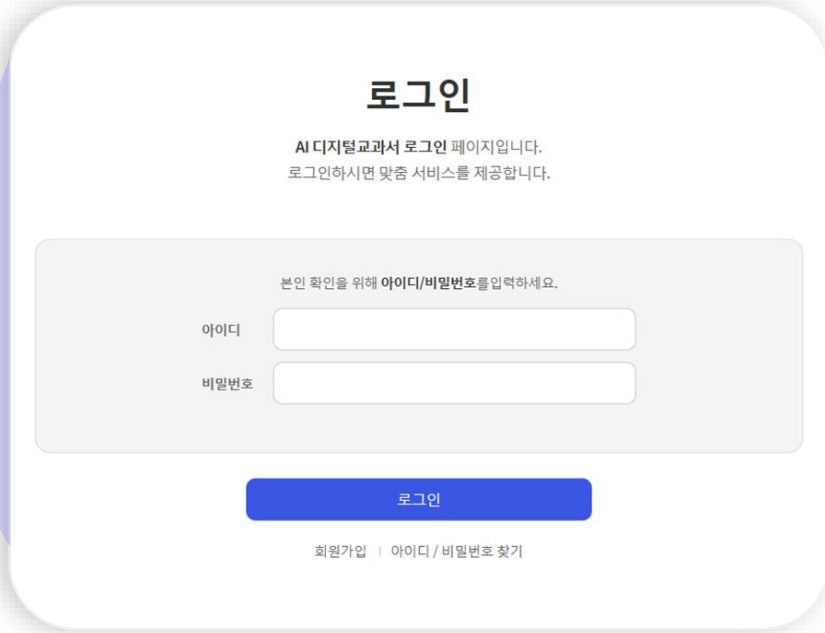 로그인
AI 디지털교과서 로그인 페이지입니다.
로그인하시면 맞춤 서비스를 제공합니다.
본인 확인을 위해 아이디/비밀번호를입력하세요.
아이디
비밀번호
로그인
회원가입 | 아이디 / 비밀번호 찾기